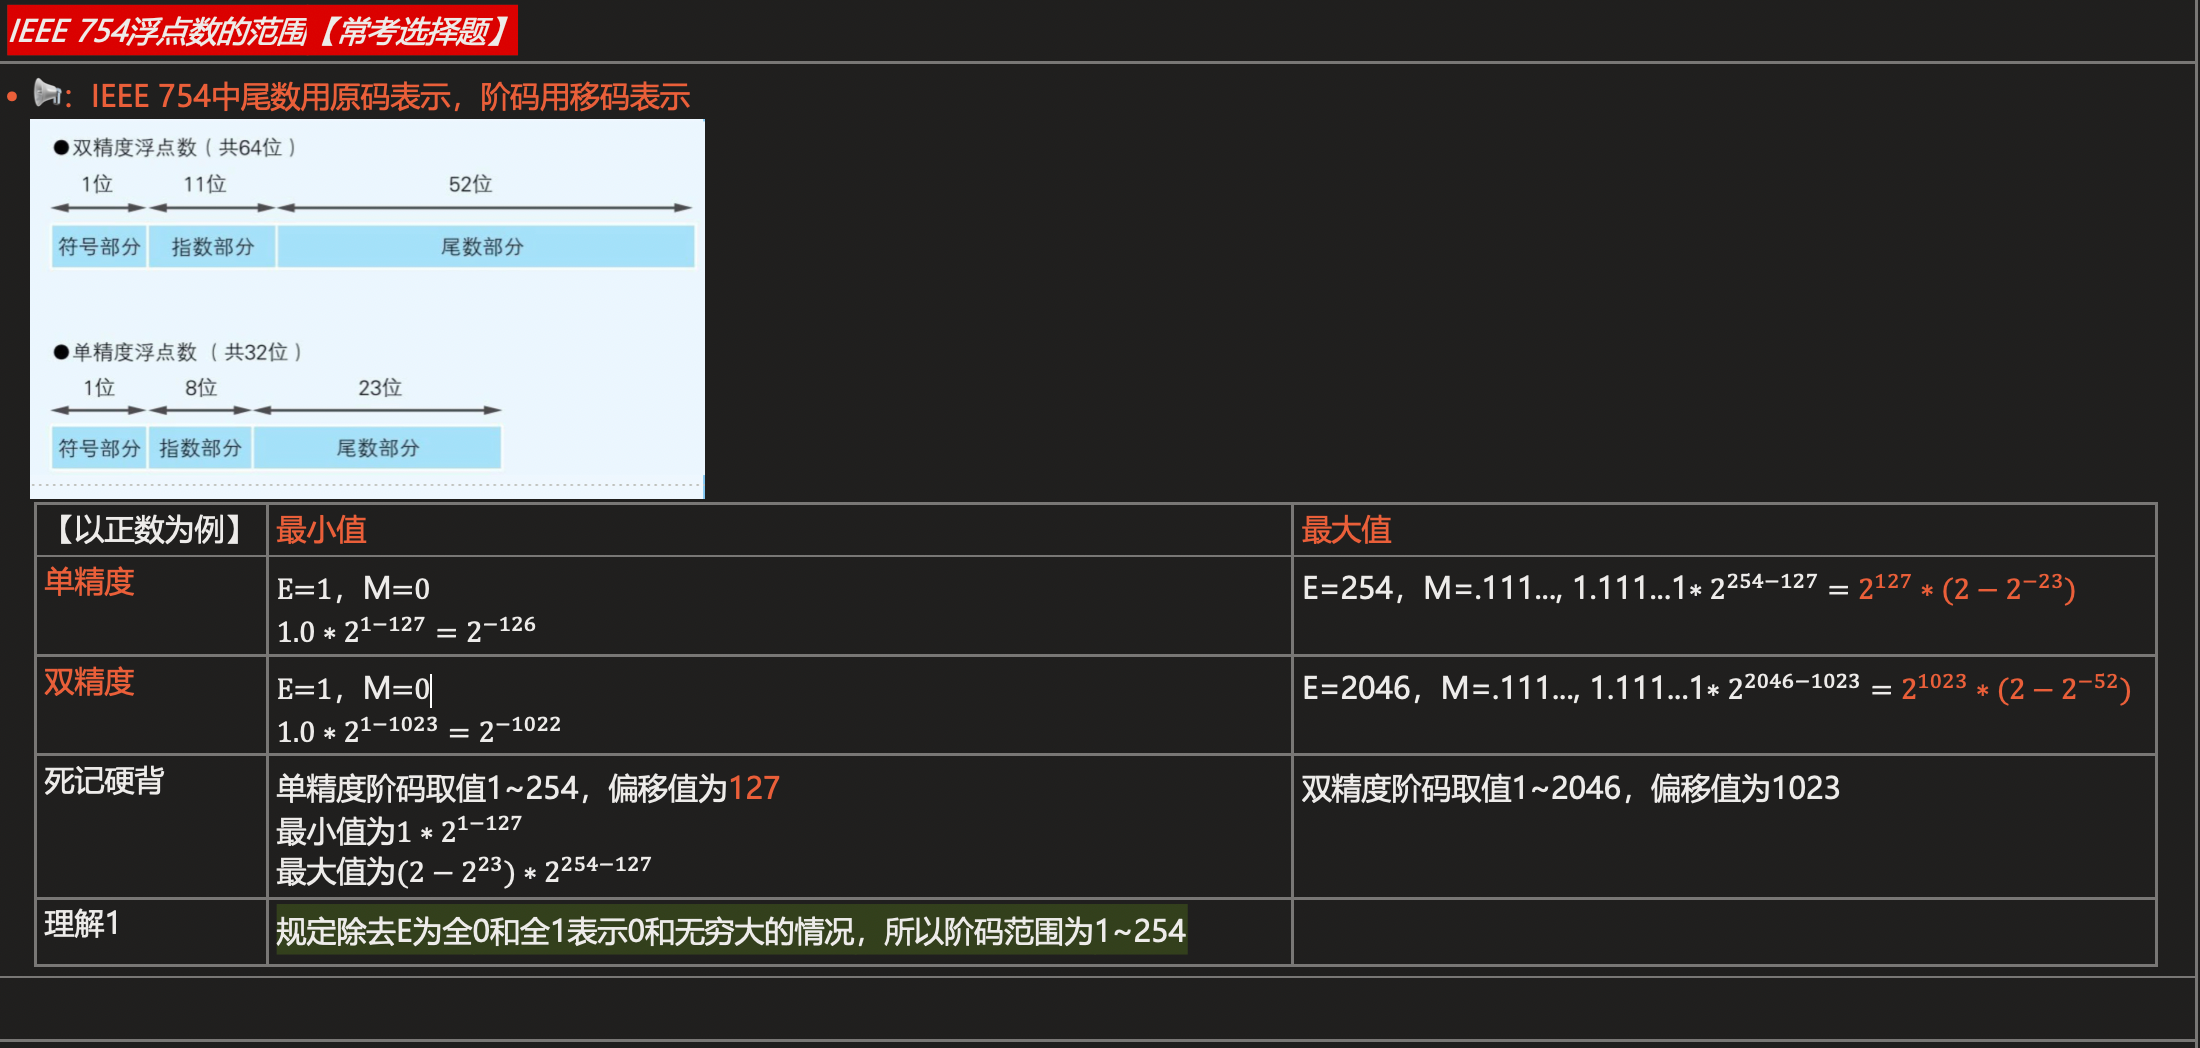 IEEE 754浮点数的范围【常考选择题】
• 📢：IEEE 754中尾数用原码表示，阶码用移码表示
●双精度浮点数（共64位）
1位 11位 52位
符号部分 指数部分 尾数部分
●单精度浮点数（共32位）
1位 8位 23位
符号部分 指数部分 尾数部分
【以正数为例】 最小值 最大值
单精度
E=1，M=0
1.0 ∗ 2^{1−127} = 2^{−126}
E=254，M=.111..., 1.111...1∗ 2^{254−127} = 2^{127} ∗ (2 − 2^{−23})
双精度
E=1，M=0
1.0 ∗ 2^{1−1023} = 2^{−1022}
E=2046，M=.111..., 1.111...1∗ 2^{2046−1023} = 2^{1023} ∗ (2 − 2^{−52})
死记硬背
单精度阶码取值1~254，偏移值为127
最小值为1 ∗ 2^{1−127}
最大值为(2 − 2^{23}) ∗ 2^{254−127}
双精度阶码取值1~2046，偏移值为1023
理解1
规定除去E为全0和全1表示0和无穷大的情况，所以阶码范围为1~254